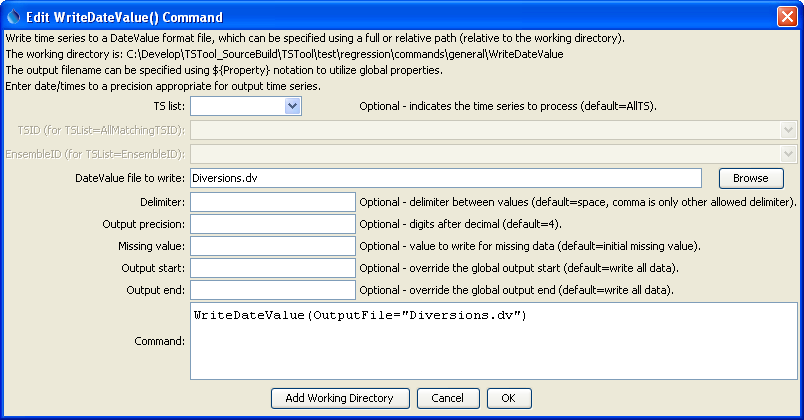 Edit WriteDateValue() Command
Write time series to a DateValue format file, which can be specified using a full or relative path (relative to the working directory).
The working directory is: C:\Develop\TSTool_SourceBuild\TSTool\test\regression\commands\general\WriteDateValue
The output filename can be specified using ${Property} notation to utilize global properties.
Enter date/times to a precision appropriate for output time series.
TS list: Optional - indicates the time series to process (default=AllTS).
TSID (for TSList=AllMatchingTSID):
EnsembleID (for TSList=EnsembleID):
DateValue file to write: Diversions.dv Browse
Delimiter: Optional - delimiter between values (default=space, comma is only other allowed delimiter).
Output precision: Optional - digits after decimal (default=4).
Missing value: Optional - value to write for missing data (default=initial missing value).
Output start: Optional - override the global output start (default=write all data).
Output end: Optional - override the global output end (default=write all data).
WriteDateValue(OutputFile="Diversions.dv")
Command:
Add Working Directory Cancel OK